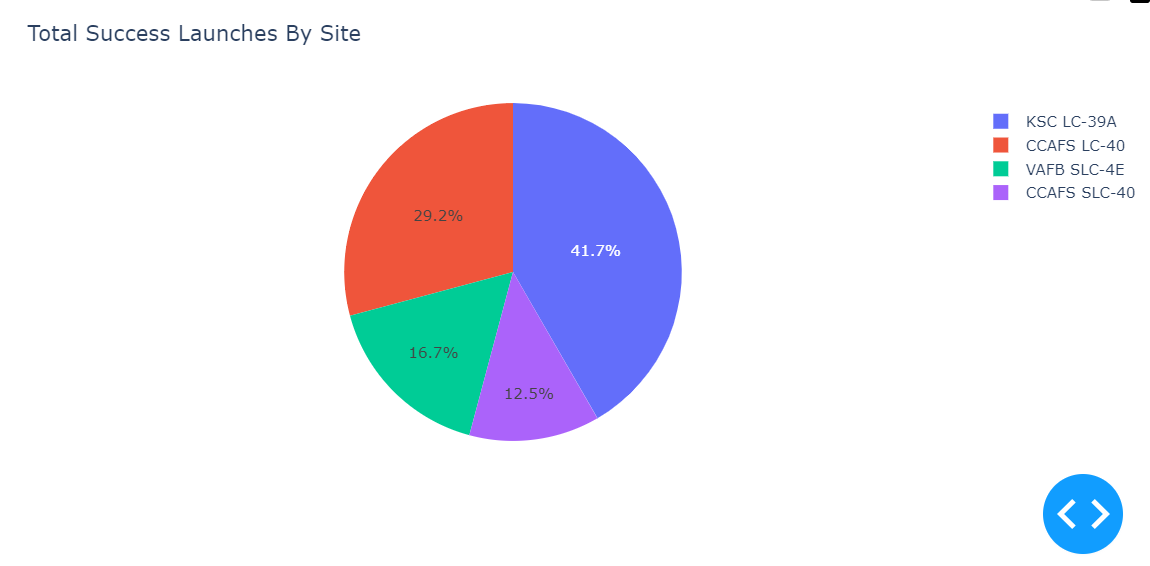 Total Success Launches By Site
KSC LC-39A
CCAFS LC-40
VAFB SLC-4E
CCAFS SLC-40
29.2%
41.7%
16.7%
12.5%